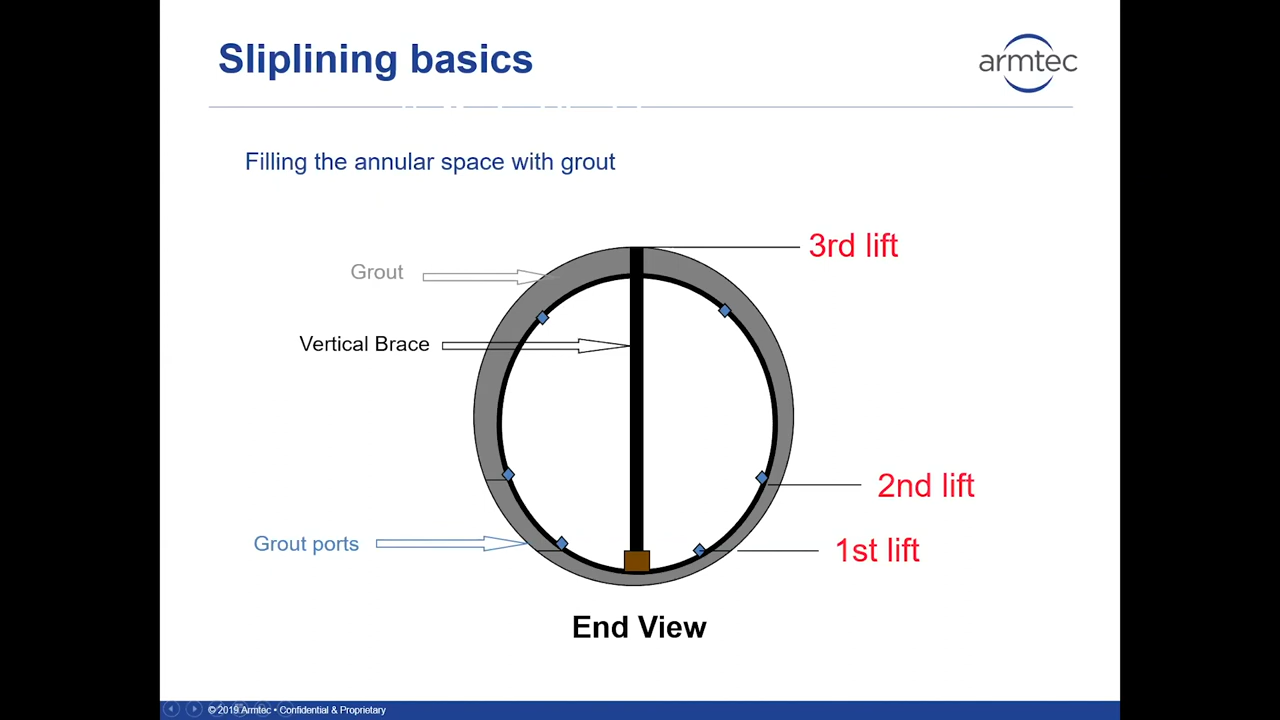 Sliplining basics
armtec
Filling the annular space with grout
3rd lift
Grout
Vertical Brace
2nd lift
Grout ports
1st lift
End View
© 2019 Armtec • Confidential & Proprietary